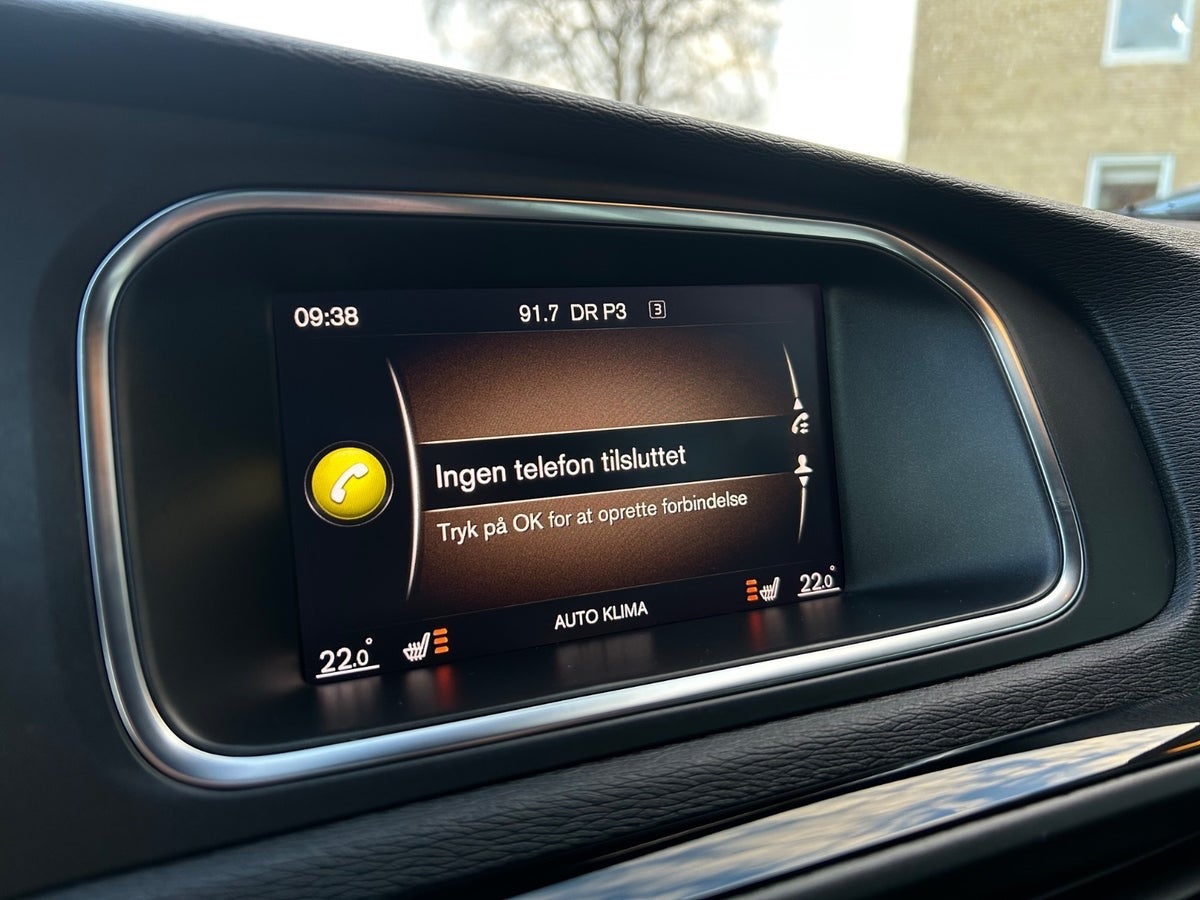 09:38
91.7 DR P3 3
Ingen telefon tilsluttet
Tryk på OK for at oprette forbindelse
22.0°
AUTO KLIMA
22.0°